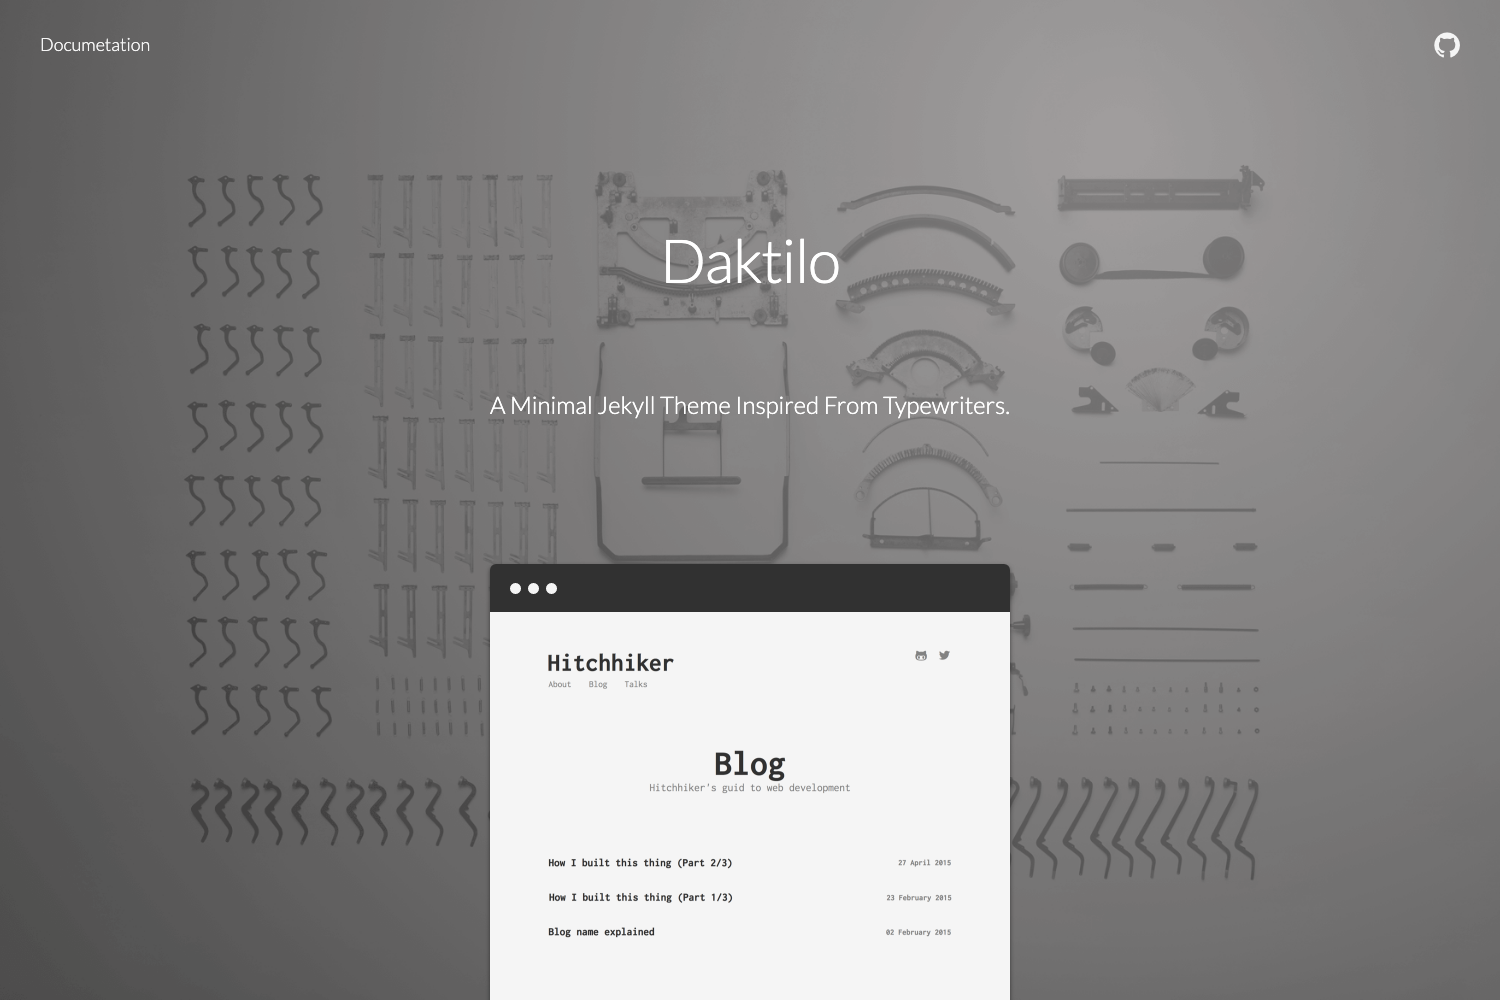 Documetation
Daktilo
A Minimal Jekyll Theme Inspired From Typewriters.
Hitchhiker
About Blog Talks
Blog
Hitchhiker's guid to web development
How I built this thing (Part 2/3) 27 April 2015
How I built this thing (Part 1/3) 23 February 2015
Blog name explained 02 February 2015